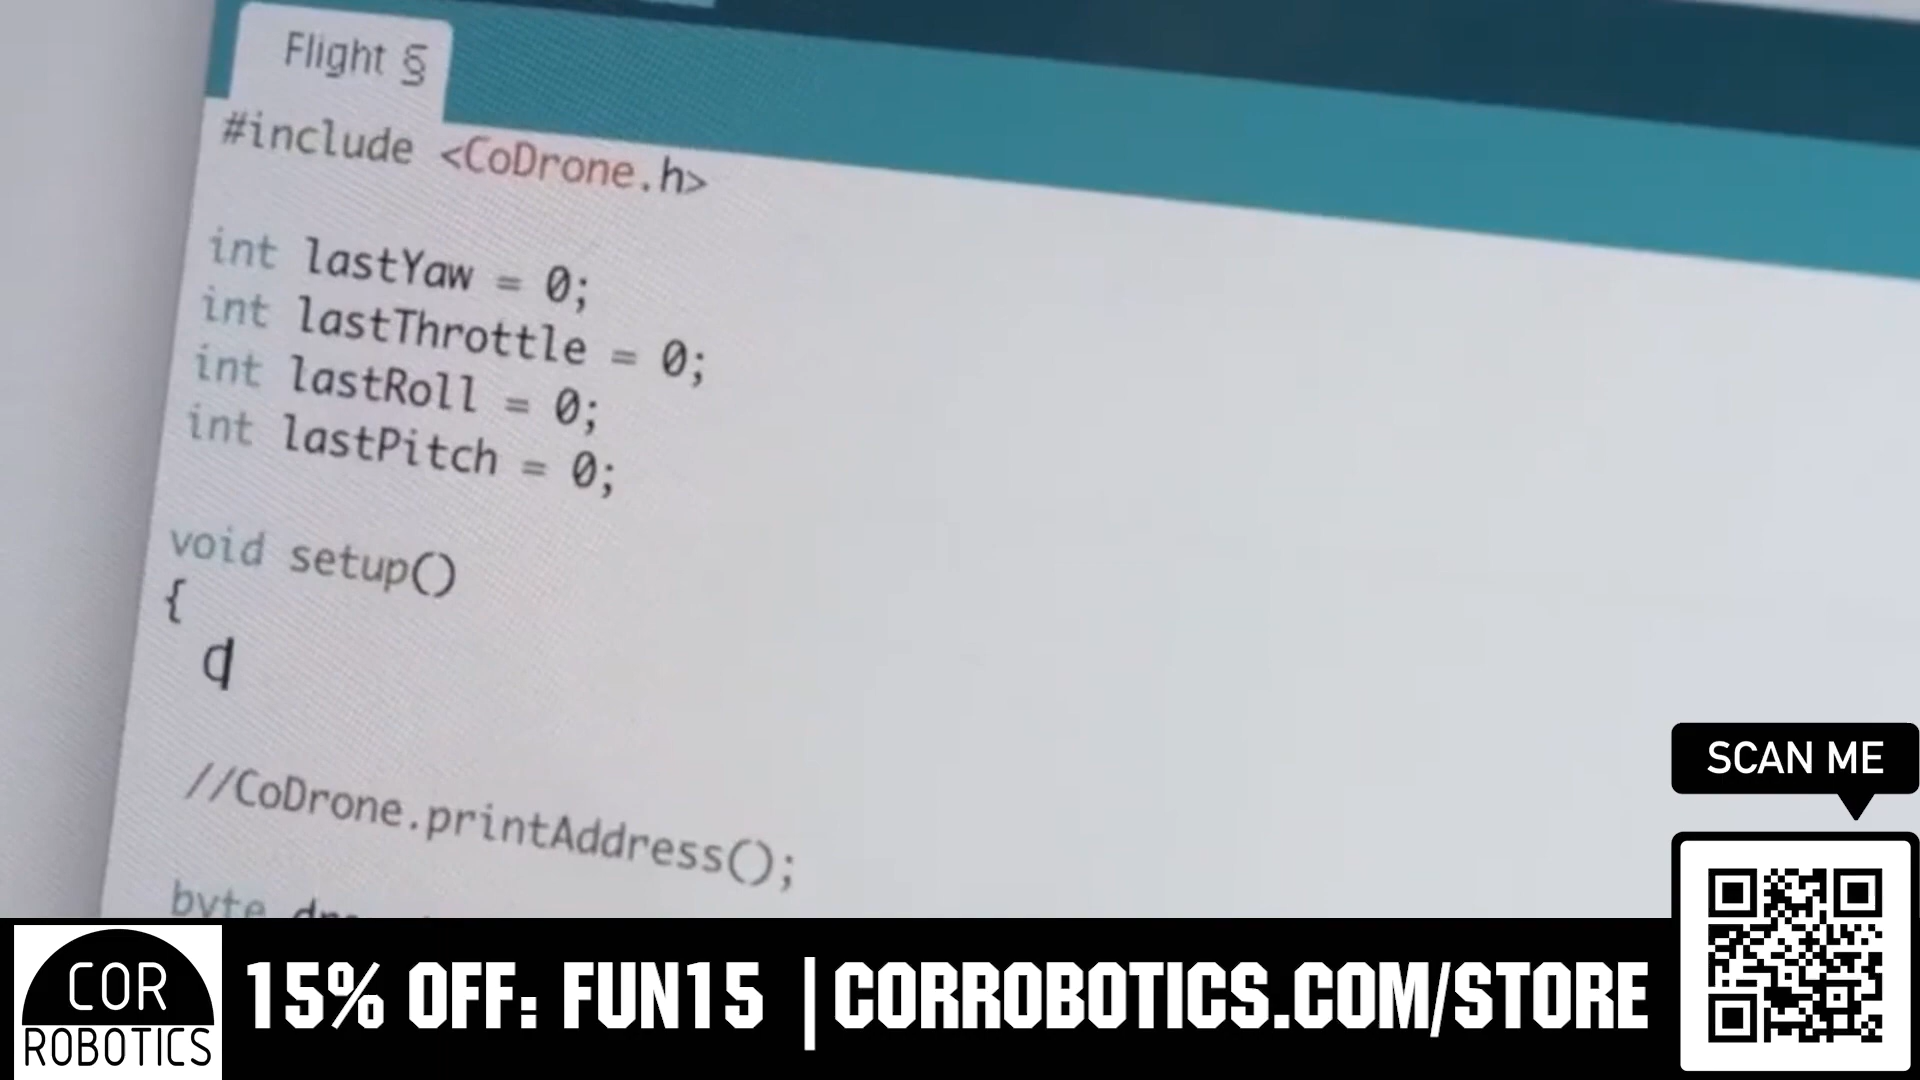 Flight §
#include <CoDrone.h>
int lastYaw = 0;
int lastThrottle = 0;
int lastRoll = 0;
int lastPitch = 0;
void setup()
{
//CoDrone.printAddress();
byte
SCAN ME
COR
ROBOTICS
15% OFF: FUN15 | CORROBOTICS.COM/STORE